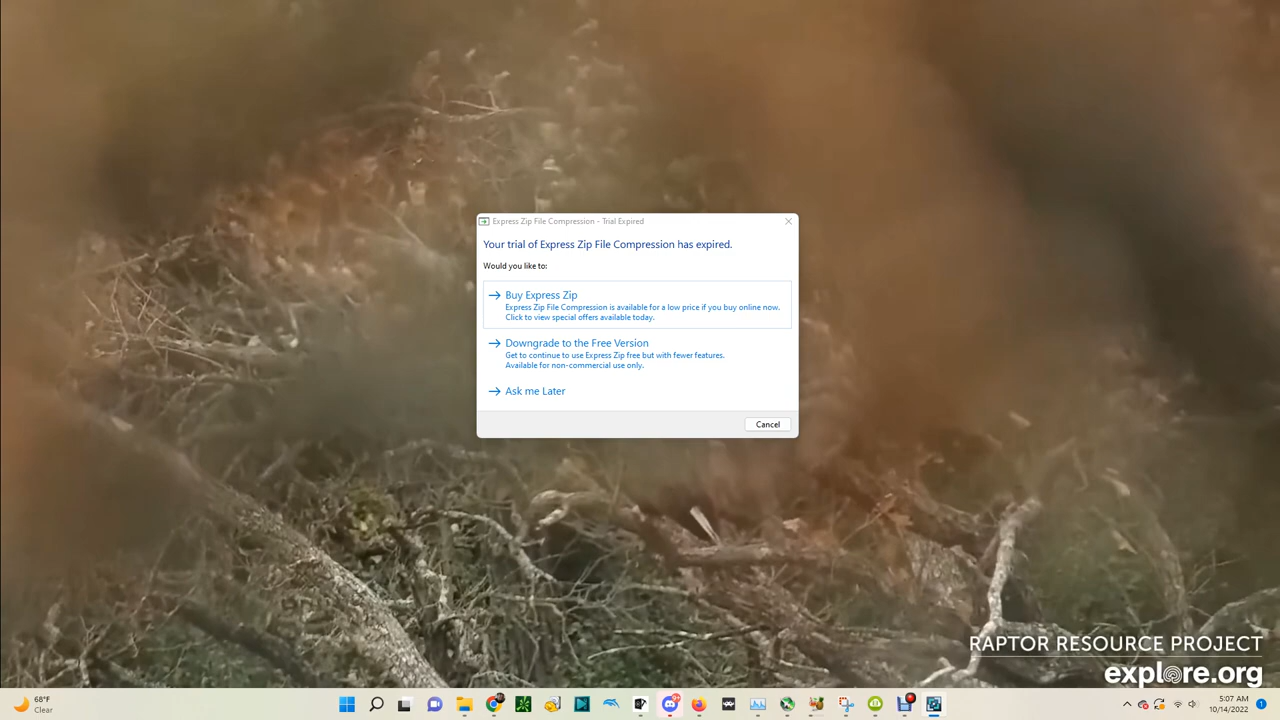 Express Zip File Compression - Trial Expired
Your trial of Express Zip File Compression has expired.
Would you like to:
Buy Express Zip
Express Zip File Compression is available for a low price if you buy online now.
Click to view special offers available today.
Downgrade to the Free Version
Get to continue to use Express Zip free but with fewer features.
Available for non-commercial use only.
Ask me Later
Cancel
RAPTOR RESOURCE PROJECT
explore.org
68°F
Clear
9+
5:07 AM
10/14/2022
1